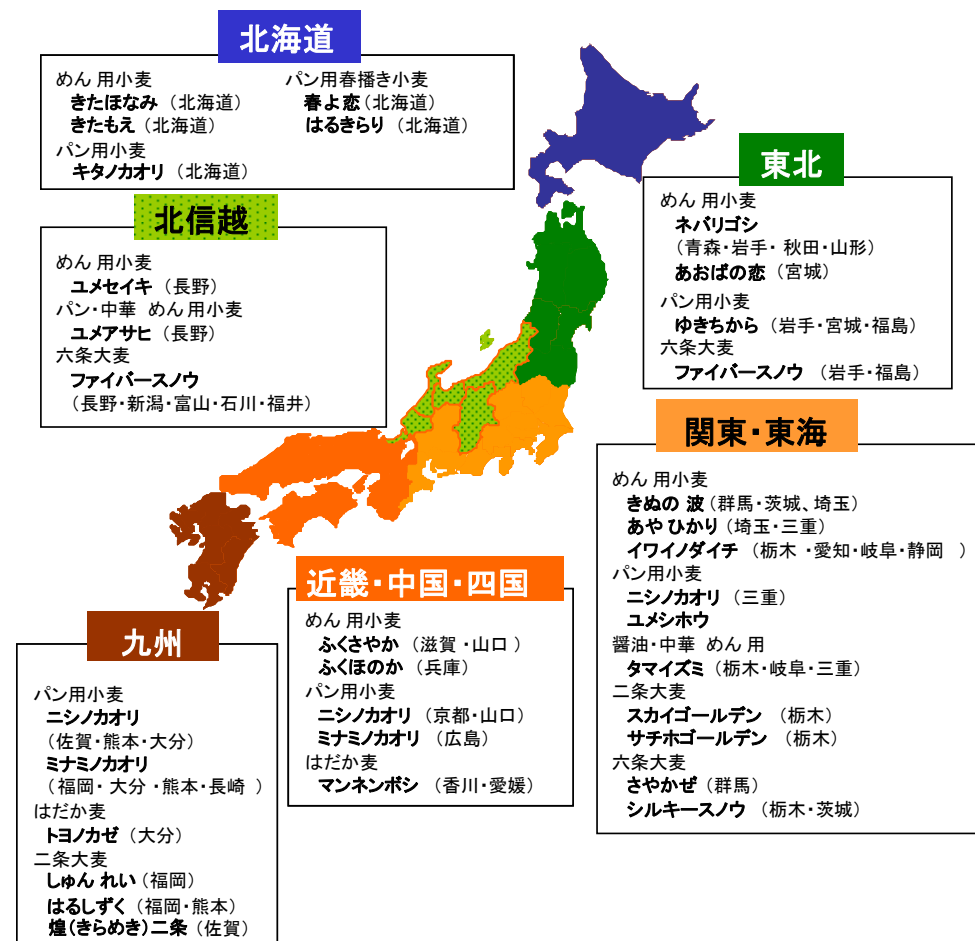 北海道
めん用小麦
きたほなみ (北海道)
きたもえ (北海道)
パン用小麦
キタノカオリ (北海道)
パン用春播き小麦
春よ恋(北海道)
はるきらり (北海道)
北信越
めん用小麦
ユメセイキ (長野)
パン・中華 めん用小麦
ユメアサヒ (長野)
六条大麦
ファイバースノウ
(長野・新潟・富山・石川・福井)
東北
めん用小麦
ネバリゴシ
(青森・岩手・秋田・山形)
あおばの恋 (宮城)
パン用小麦
ゆきちから (岩手・宮城・福島)
六条大麦
ファイバースノウ (岩手・福島)
関東・東海
めん用小麦
きぬの波(群馬・茨城、埼玉)
あやひかり (埼玉・三重)
イワイノダイチ (栃木・愛知・岐阜・静岡 )
パン用小麦
ニシノカオリ (三重)
ユメシホウ
醤油・中華 めん用
タマイズミ (栃木・岐阜・三重)
二条大麦
スカイゴールデン (栃木)
サチホゴールデン (栃木)
六条大麦
さやかぜ (群馬)
シルキースノウ (栃木・茨城)
近畿・中国・四国
めん用小麦
ふくさやか (滋賀・山口)
ふくほのか (兵庫)
パン用小麦
ニシノカオリ (京都・山口)
ミナミノカオリ (広島)
はだか麦
マンネンボシ (香川・愛媛)
九州
パン用小麦
ニシノカオリ
(佐賀・熊本・大分)
ミナミノカオリ
(福岡・大分・熊本・長崎 )
はだか麦
トヨノカゼ (大分)
二条大麦
しゅんれい(福岡)
はるしずく (福岡・熊本)
煌(きらめき)二条 (佐賀)